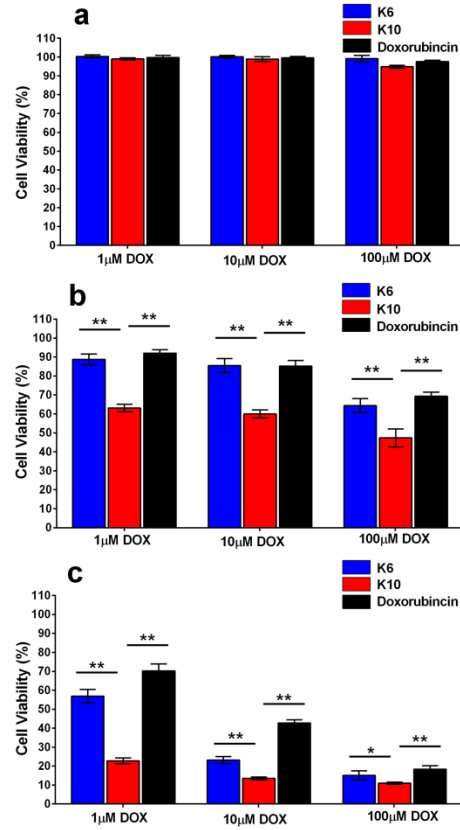 a
K6
K10
Doxorubincin
Cell Viability (%)
110
100
90
80
70
60
50
40
30
20
10
0
1μM DOX 10μM DOX 100μM DOX
b
K6
K10
Doxorubincin
Cell Viability (%)
110
100
90
80
70
60
50
40
30
20
10
0
** ** ** ** ** **
1μM DOX 10μM DOX 100μM DOX
c
K6
K10
Doxorubincin
Cell Viability (%)
110
100
90
80
70
60
50
40
30
20
10
0
** ** ** ** * **
1μM DOX 10μM DOX 100μM DOX